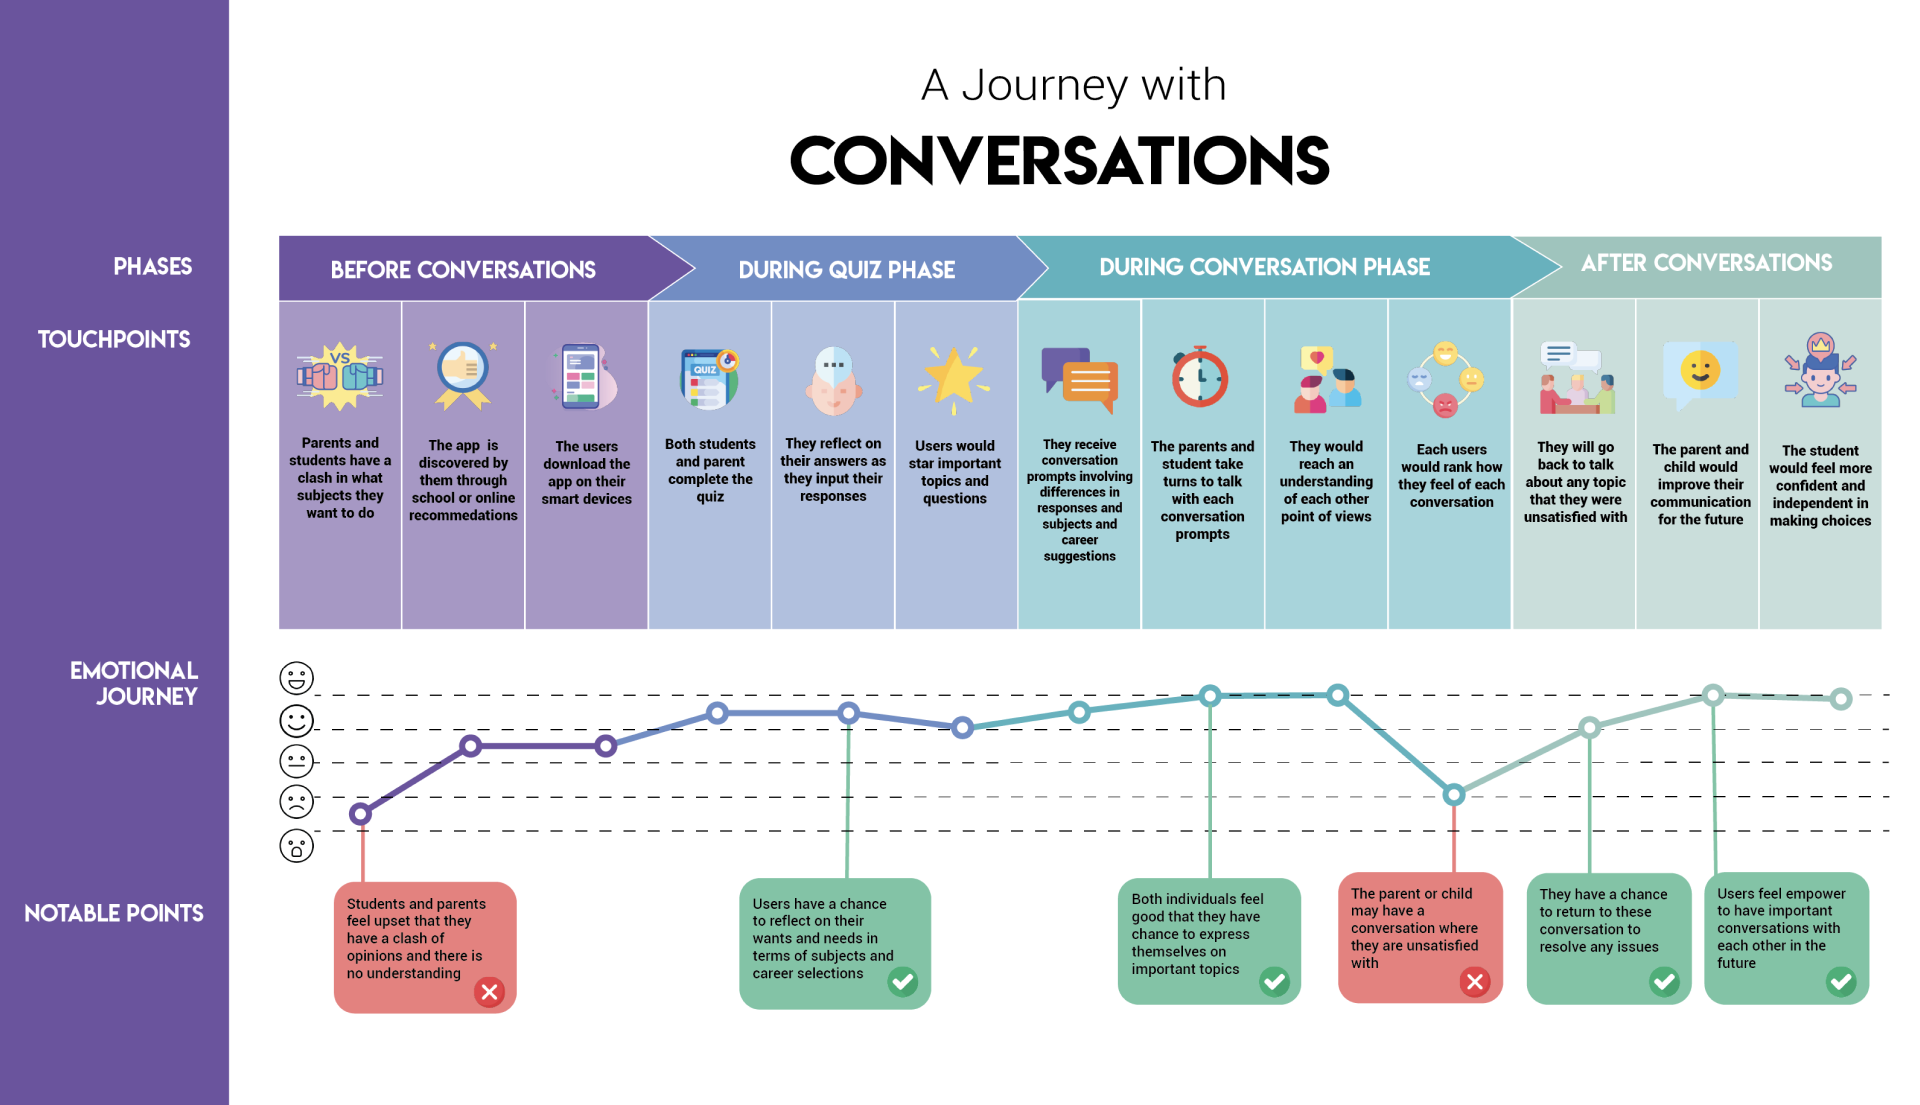 A Journey with
CONVERSATIONS
PHASES
BEFORE CONVERSATIONS
DURING QUIZ PHASE
DURING CONVERSATION PHASE
AFTER CONVERSATIONS
TOUCHPOINTS
VS
Parents and
students have a
clash in what
subjects they
want to do
The app is
discovered by
them through
school or online
recommedations
The users
download the
app on their
smart devices
QUIZ
Both students
and parent
complete the
quiz
They reflect on
their answers as
they input their
responses
Users would
star important
topics and
questions
They receive
conversation
prompts involving
differences in
responses and
subjects and
career
suggestions
The parents and
student take
turns to talk
with each
conversation
prompts
They would
reach an
understanding
of each other
point of views
Each users
would rank how
they feel of each
conversation
They will go
back to talk
about any topic
that they were
unsatisfied with
The parent and
child would
improve their
communication
for the future
The student
would feel more
confident and
independent in
making choices
EMOTIONAL
JOURNEY
NOTABLE POINTS
Students and parents
feel upset that they
have a clash of
opinions and there is
no understanding
Users have a chance
to reflect on their
wants and needs in
terms of subjects and
career selections
Both individuals feel
good that they have
chance to express
themselves on
important topics
The parent or child
may have a
conversation where
they are unsatisfied
with
They have a chance
to return to these
conversation to
resolve any issues
Users feel empower
to have important
conversations with
each other in the
future